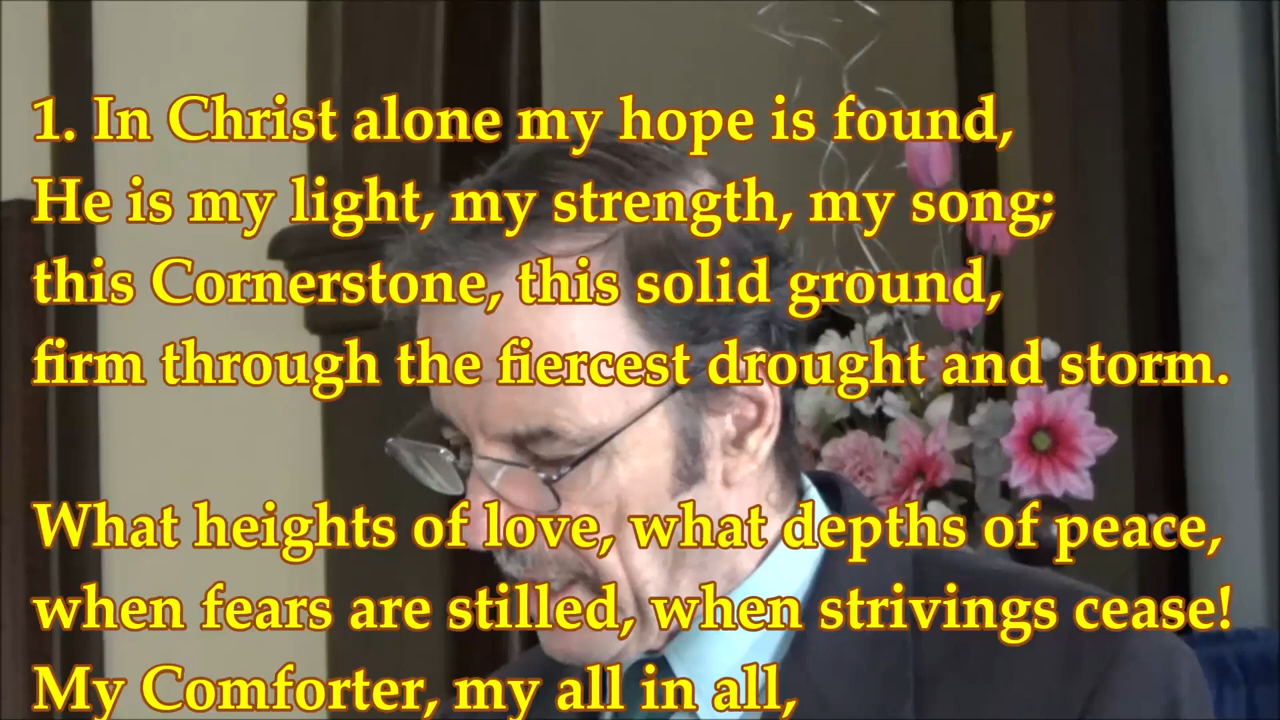 1. In Christ alone my hope is found,
He is my light, my strength, my song;
this Cornerstone, this solid ground,
firm through the fiercest drought and storm.
What heights of love, what depths of peace,
when fears are stilled, when strivings cease!
My Comforter, my all in all,